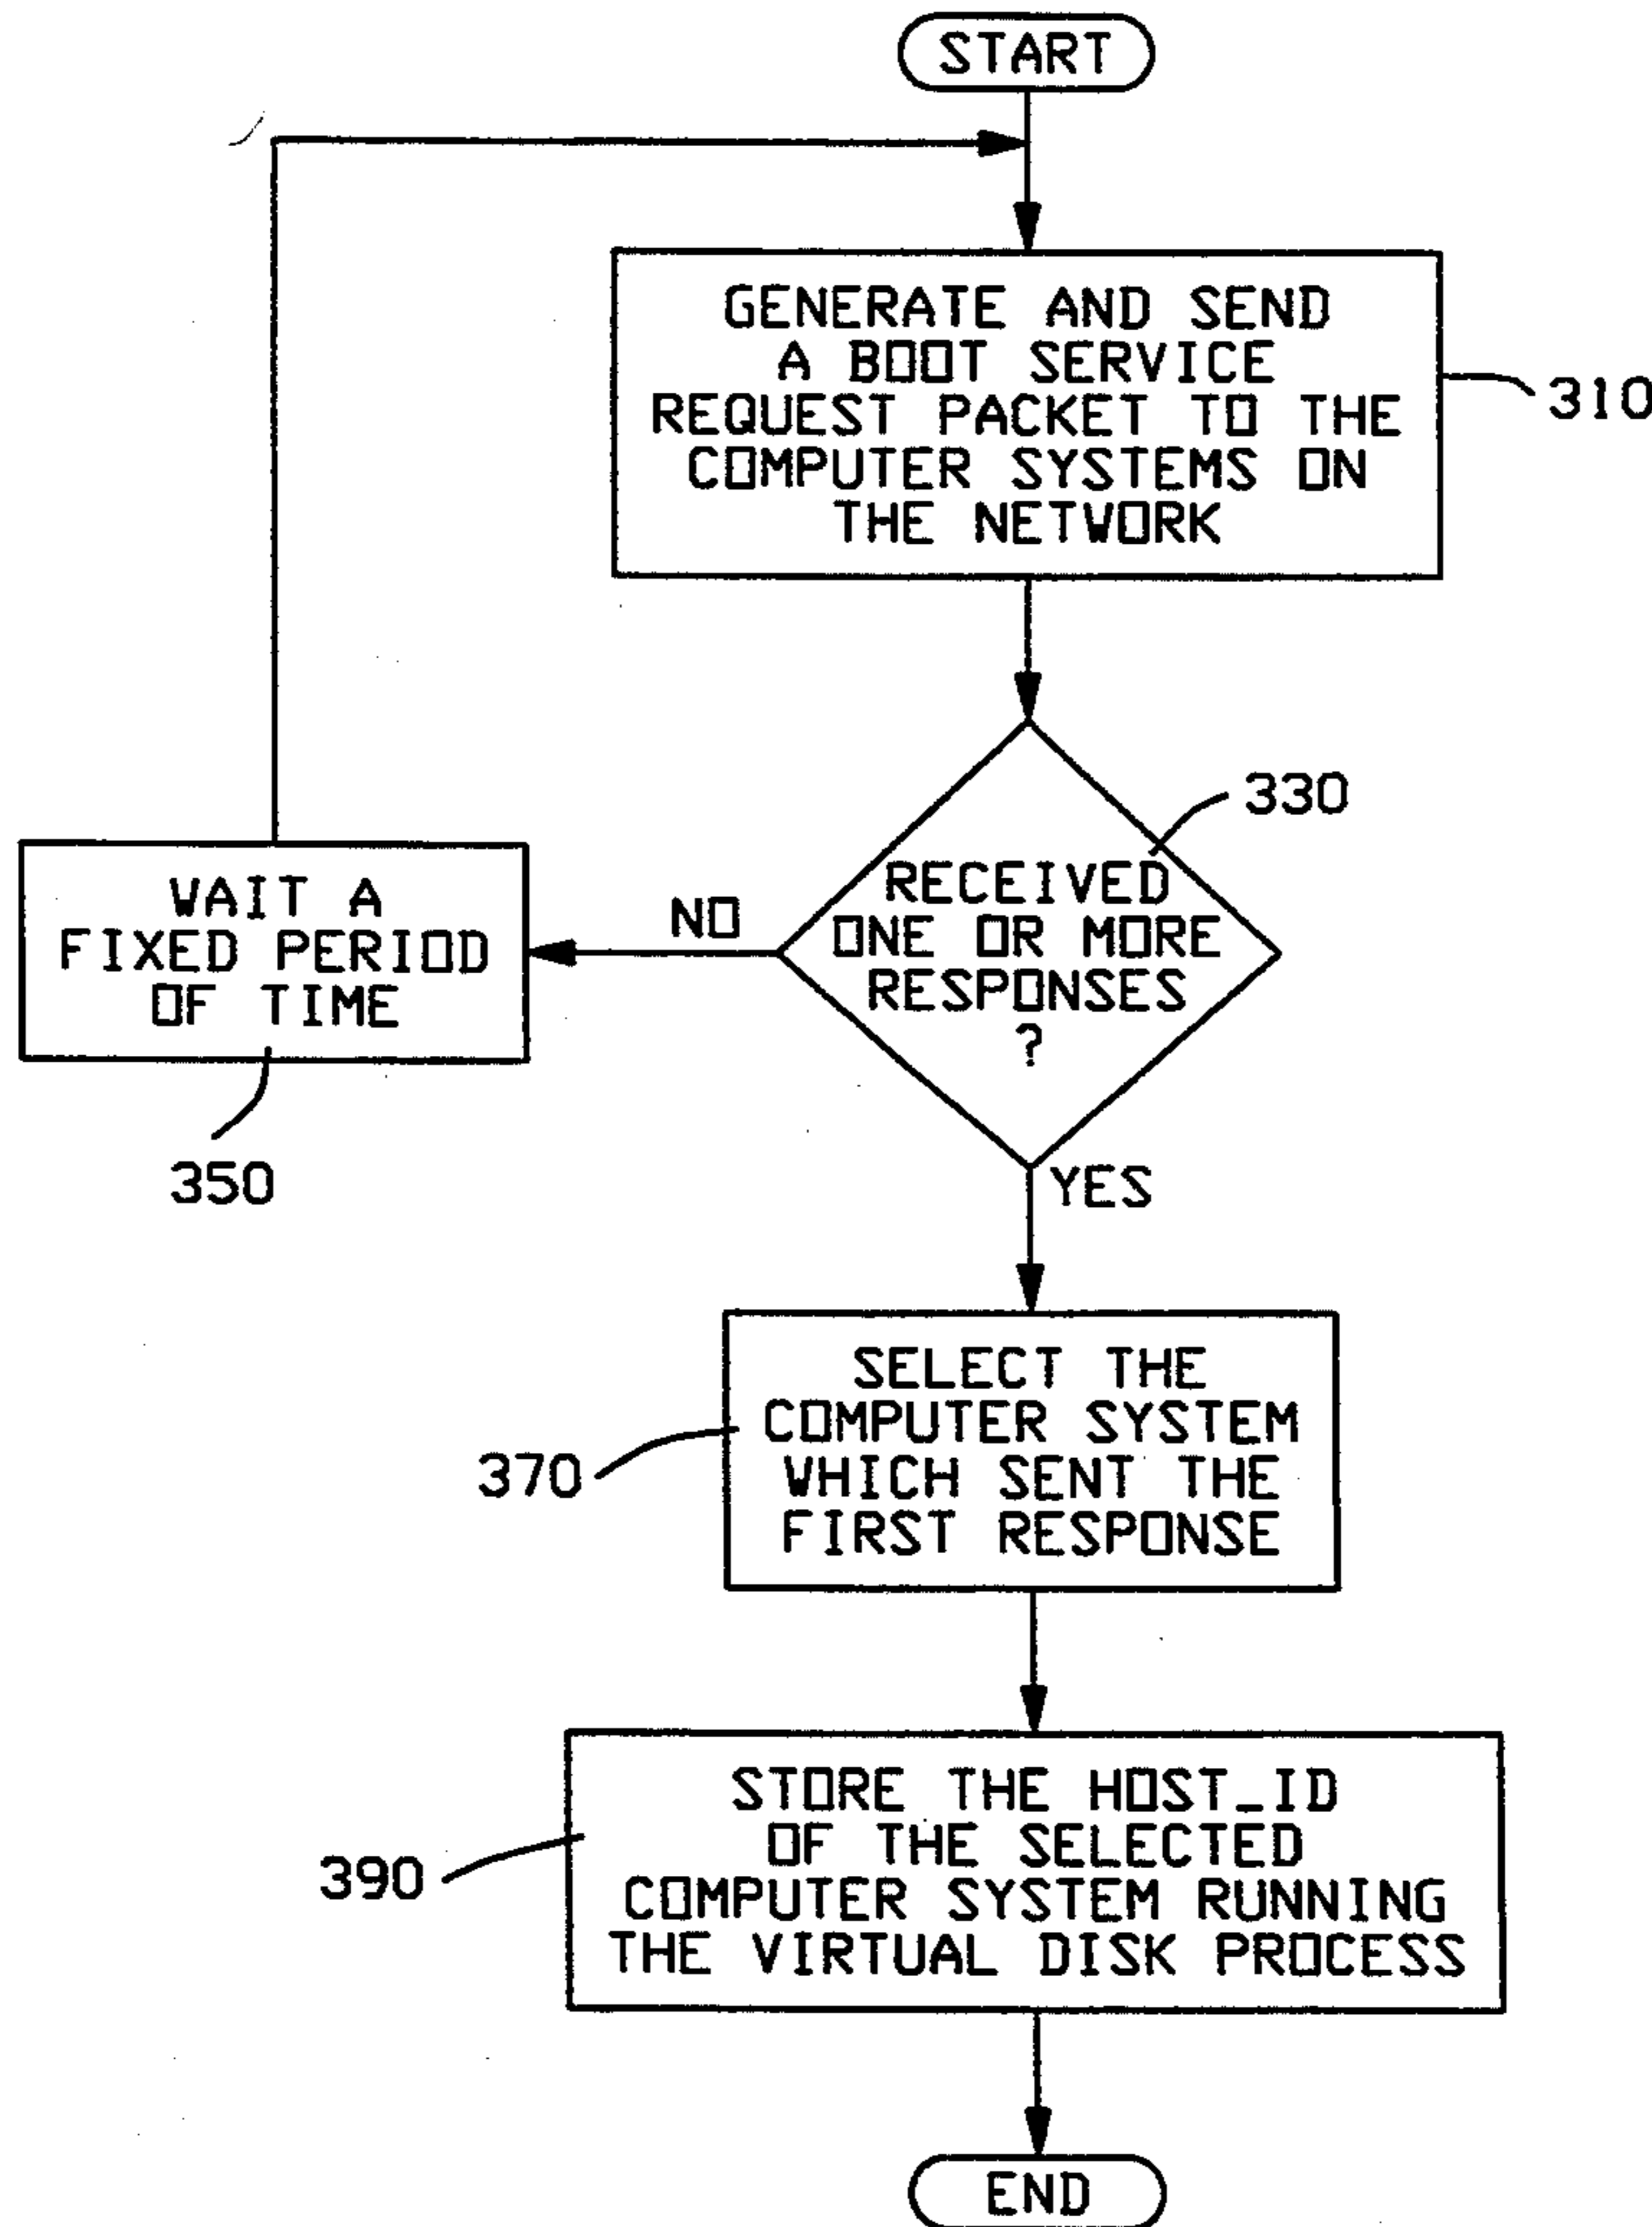 START
GENERATE AND SEND
A BOOT SERVICE
REQUEST PACKET TO THE
COMPUTER SYSTEMS ON
THE NETWORK
310
330
RECEIVED
ONE OR MORE
RESPONSES
?
NO
WAIT A
FIXED PERIOD
OF TIME
350
YES
SELECT THE
COMPUTER SYSTEM
WHICH SENT THE
FIRST RESPONSE
370
STORE THE HOST_ID
OF THE SELECTED
COMPUTER SYSTEM RUNNING
THE VIRTUAL DISK PROCESS
390
END